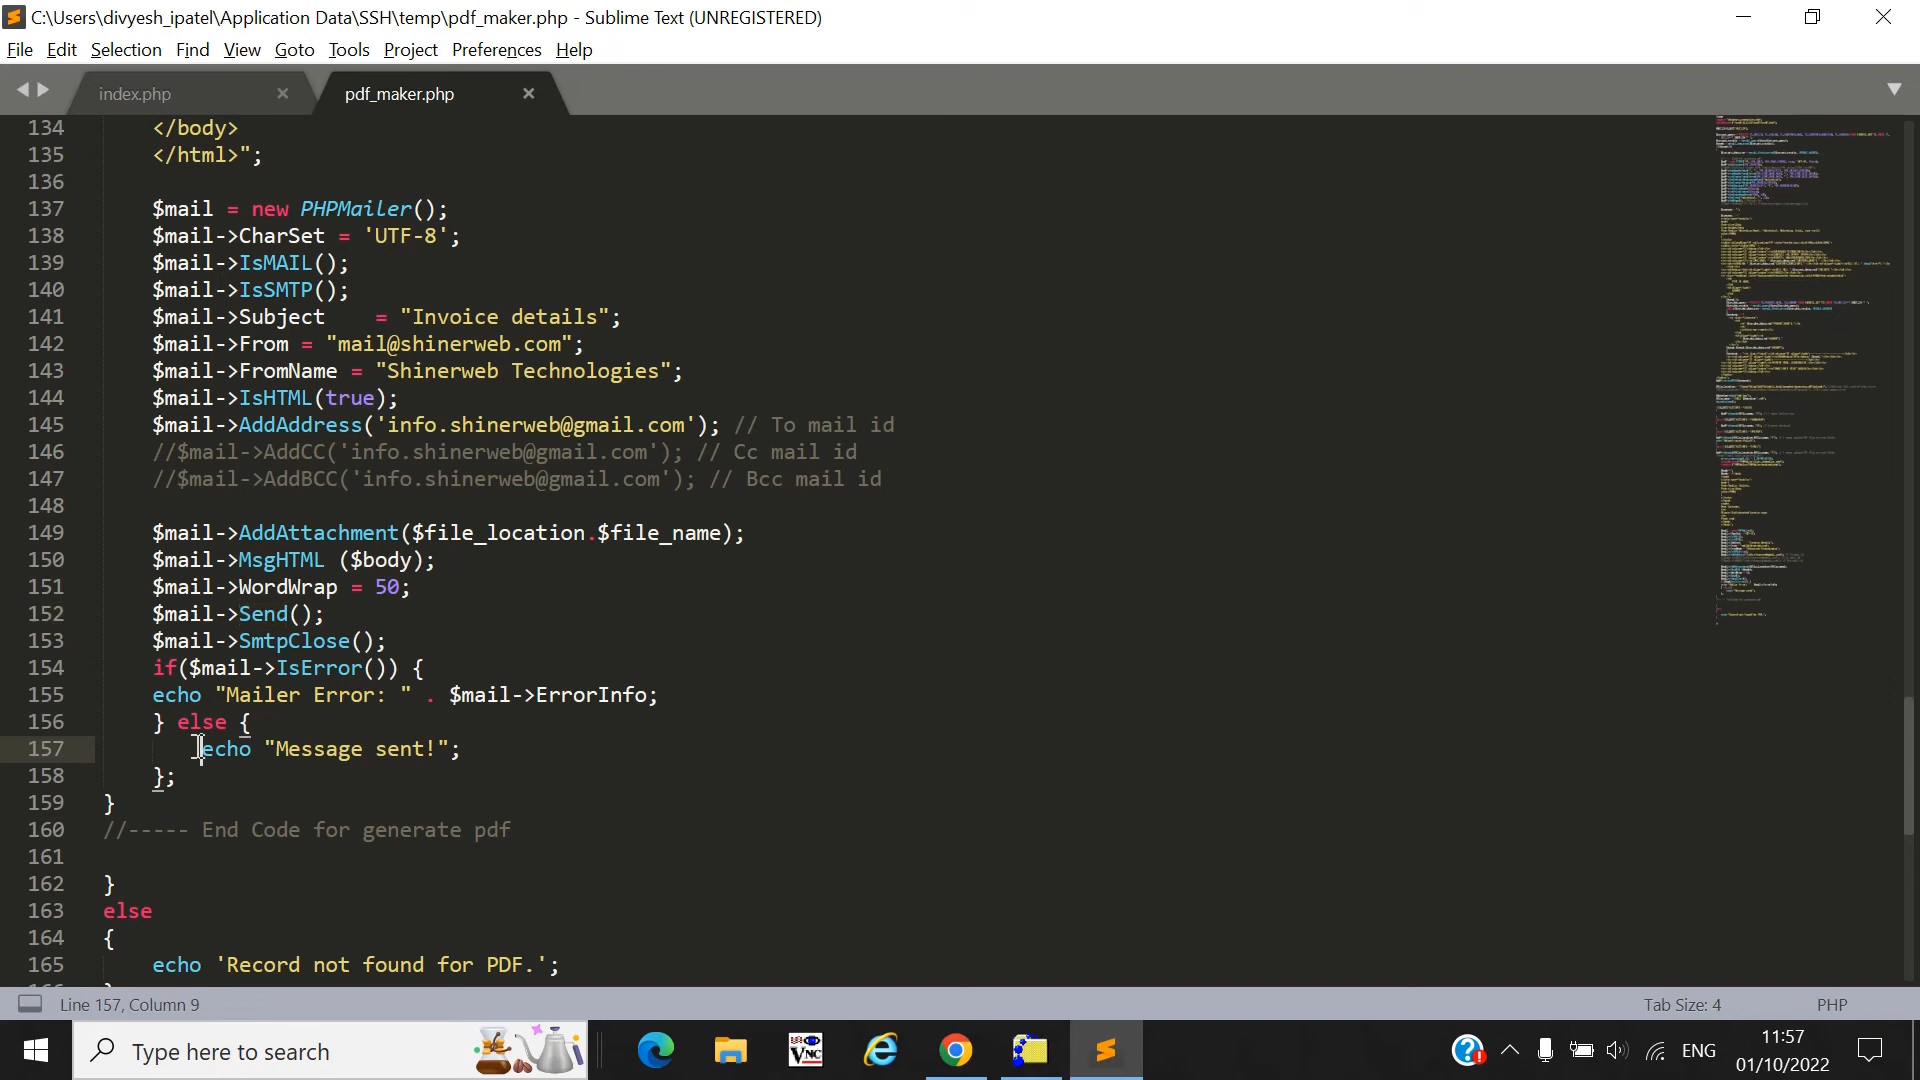 C:\Users\divyesh_ipatel\Application Data\SSH\temp\pdf_maker.php - Sublime Text (UNREGISTERED)
File Edit Selection Find View Goto Tools Project Preferences Help
index.php pdf_maker.php
134 </body>
135 </html>";
136
137 $mail = new PHPMailer();
138 $mail->CharSet = 'UTF-8';
139 $mail->IsMAIL();
140 $mail->IsSMTP();
141 $mail->Subject    = "Invoice details";
142 $mail->From = "mail@shinerweb.com";
143 $mail->FromName = "Shinerweb Technologies";
144 $mail->IsHTML(true);
145 $mail->AddAddress('info.shinerweb@gmail.com'); // To mail id
146 //$mail->AddCC('info.shinerweb@gmail.com'); // Cc mail id
147 //$mail->AddBCC('info.shinerweb@gmail.com'); // Bcc mail id
148
149 $mail->AddAttachment($file_location.$file_name);
150 $mail->MsgHTML ($body);
151 $mail->WordWrap = 50;
152 $mail->Send();
153 $mail->SmtpClose();
154 if($mail->IsError()) {
155 echo "Mailer Error: " . $mail->ErrorInfo;
156 } else {
157 echo "Message sent!";
158 };
159 }
160 //----- End Code for generate pdf
161
162 }
163 else
164 {
165 echo 'Record not found for PDF.';
Line 157, Column 9 Tab Size: 4 PHP
Type here to search
ENG
11:57
01/10/2022